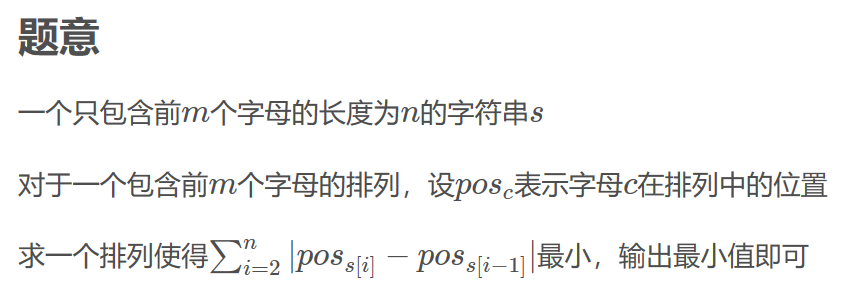 题意
一个只包含前m个字母的长度为n的字符串s
对于一个包含前m个字母的排列，设pos_c表示字母c在排列中的位置
求一个排列使得∑_{i=2}^{n} |pos_{s[i]} − pos_{s[i−1]}|最小，输出最小值即可